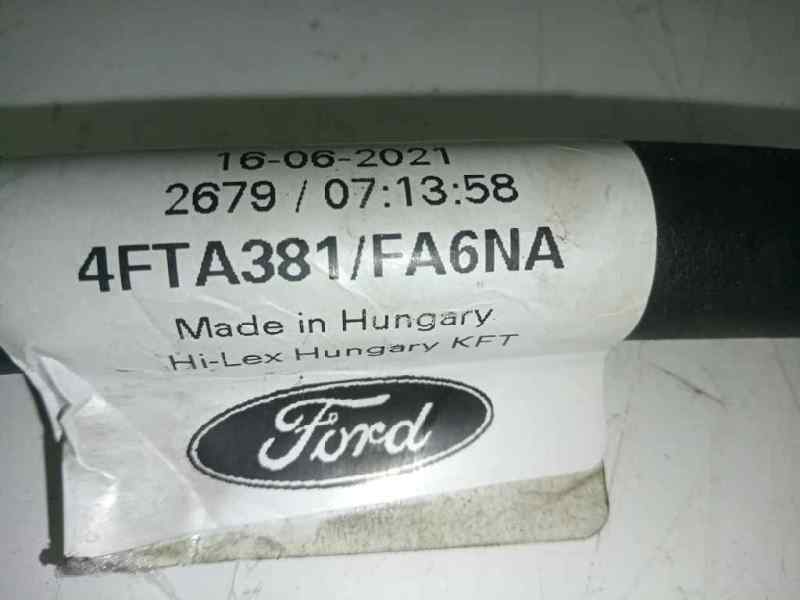 16-06-2021
2679 / 07:13:58
4FTA381/FA6NA
Made in Hungary
Hi-Lex Hungary KFT
Ford